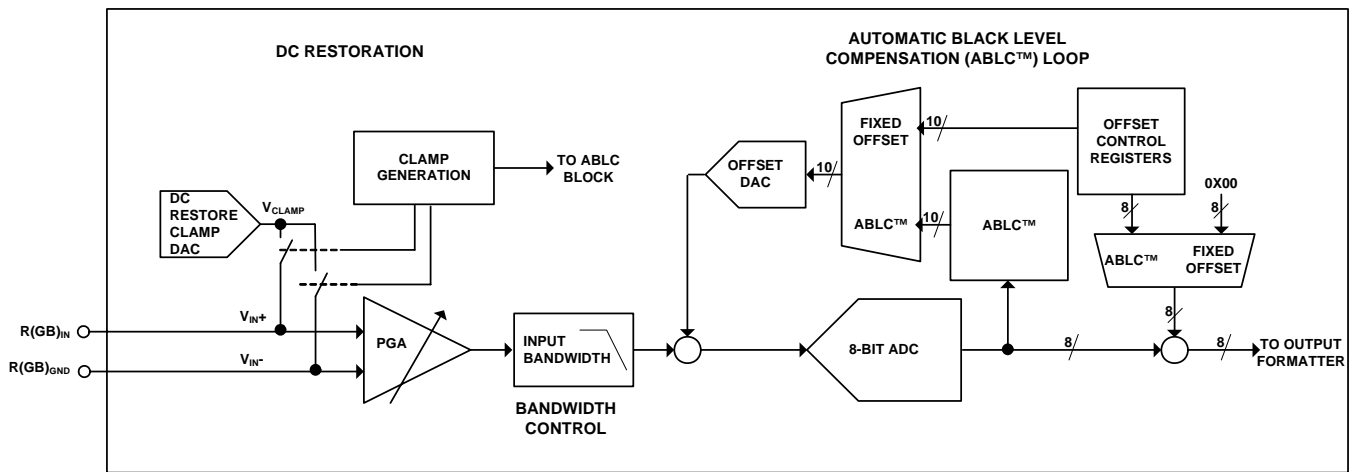 DC RESTORATION
AUTOMATIC BLACK LEVEL
COMPENSATION (ABLC™) LOOP
CLAMP
GENERATION
TO ABLC
BLOCK
DC
RESTORE
CLAMP
DAC
VCLAMP
OFFSET
DAC
10
FIXED
OFFSET
ABLC™
10
10
OFFSET
CONTROL
REGISTERS
ABLC™
8
0X00
8
ABLC™
FIXED
OFFSET
8
R(GB)IN
VIN+
R(GB)GND
VIN-
PGA
INPUT
BANDWIDTH
BANDWIDTH
CONTROL
8-BIT ADC
8
8
TO OUTPUT
FORMATTER